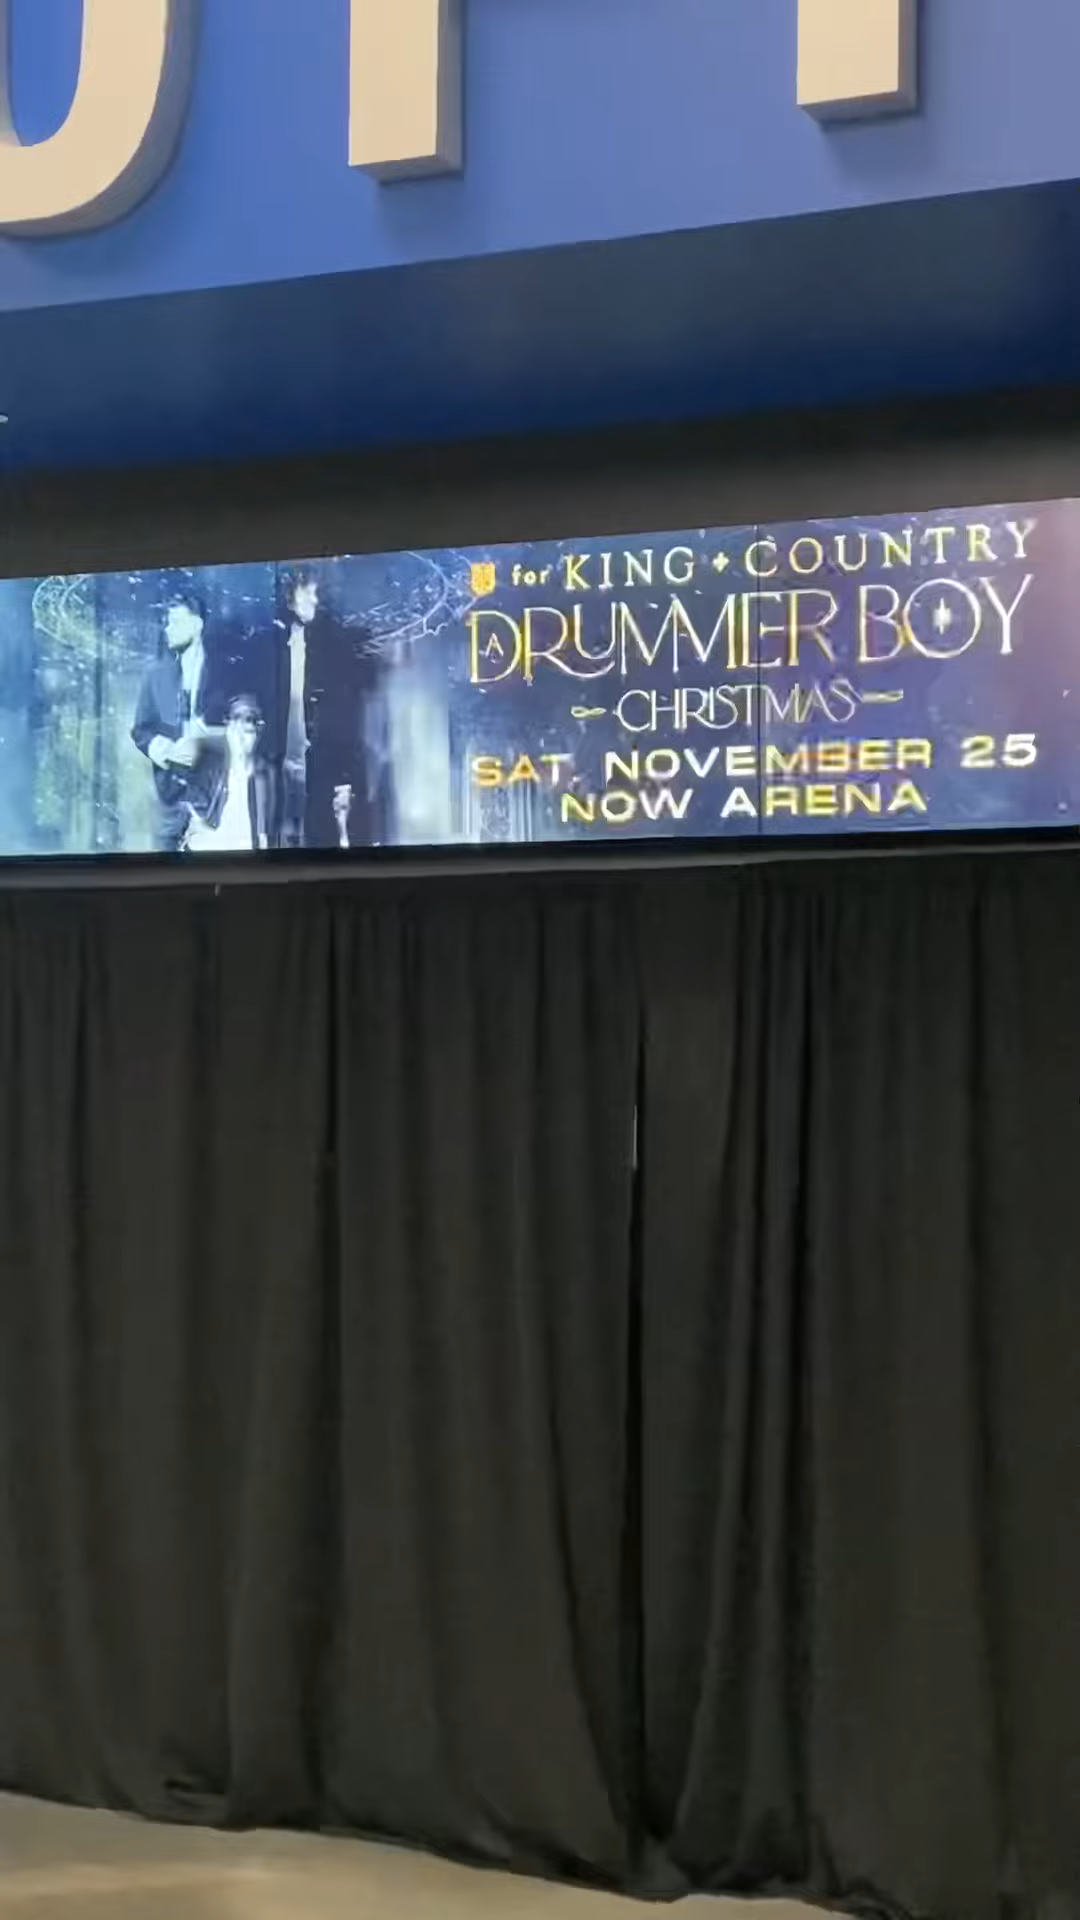 for KING + COUNTRY
A DRUMMER BOY
CHRISTMAS
SAT. NOVEMBER 25
NOW ARENA